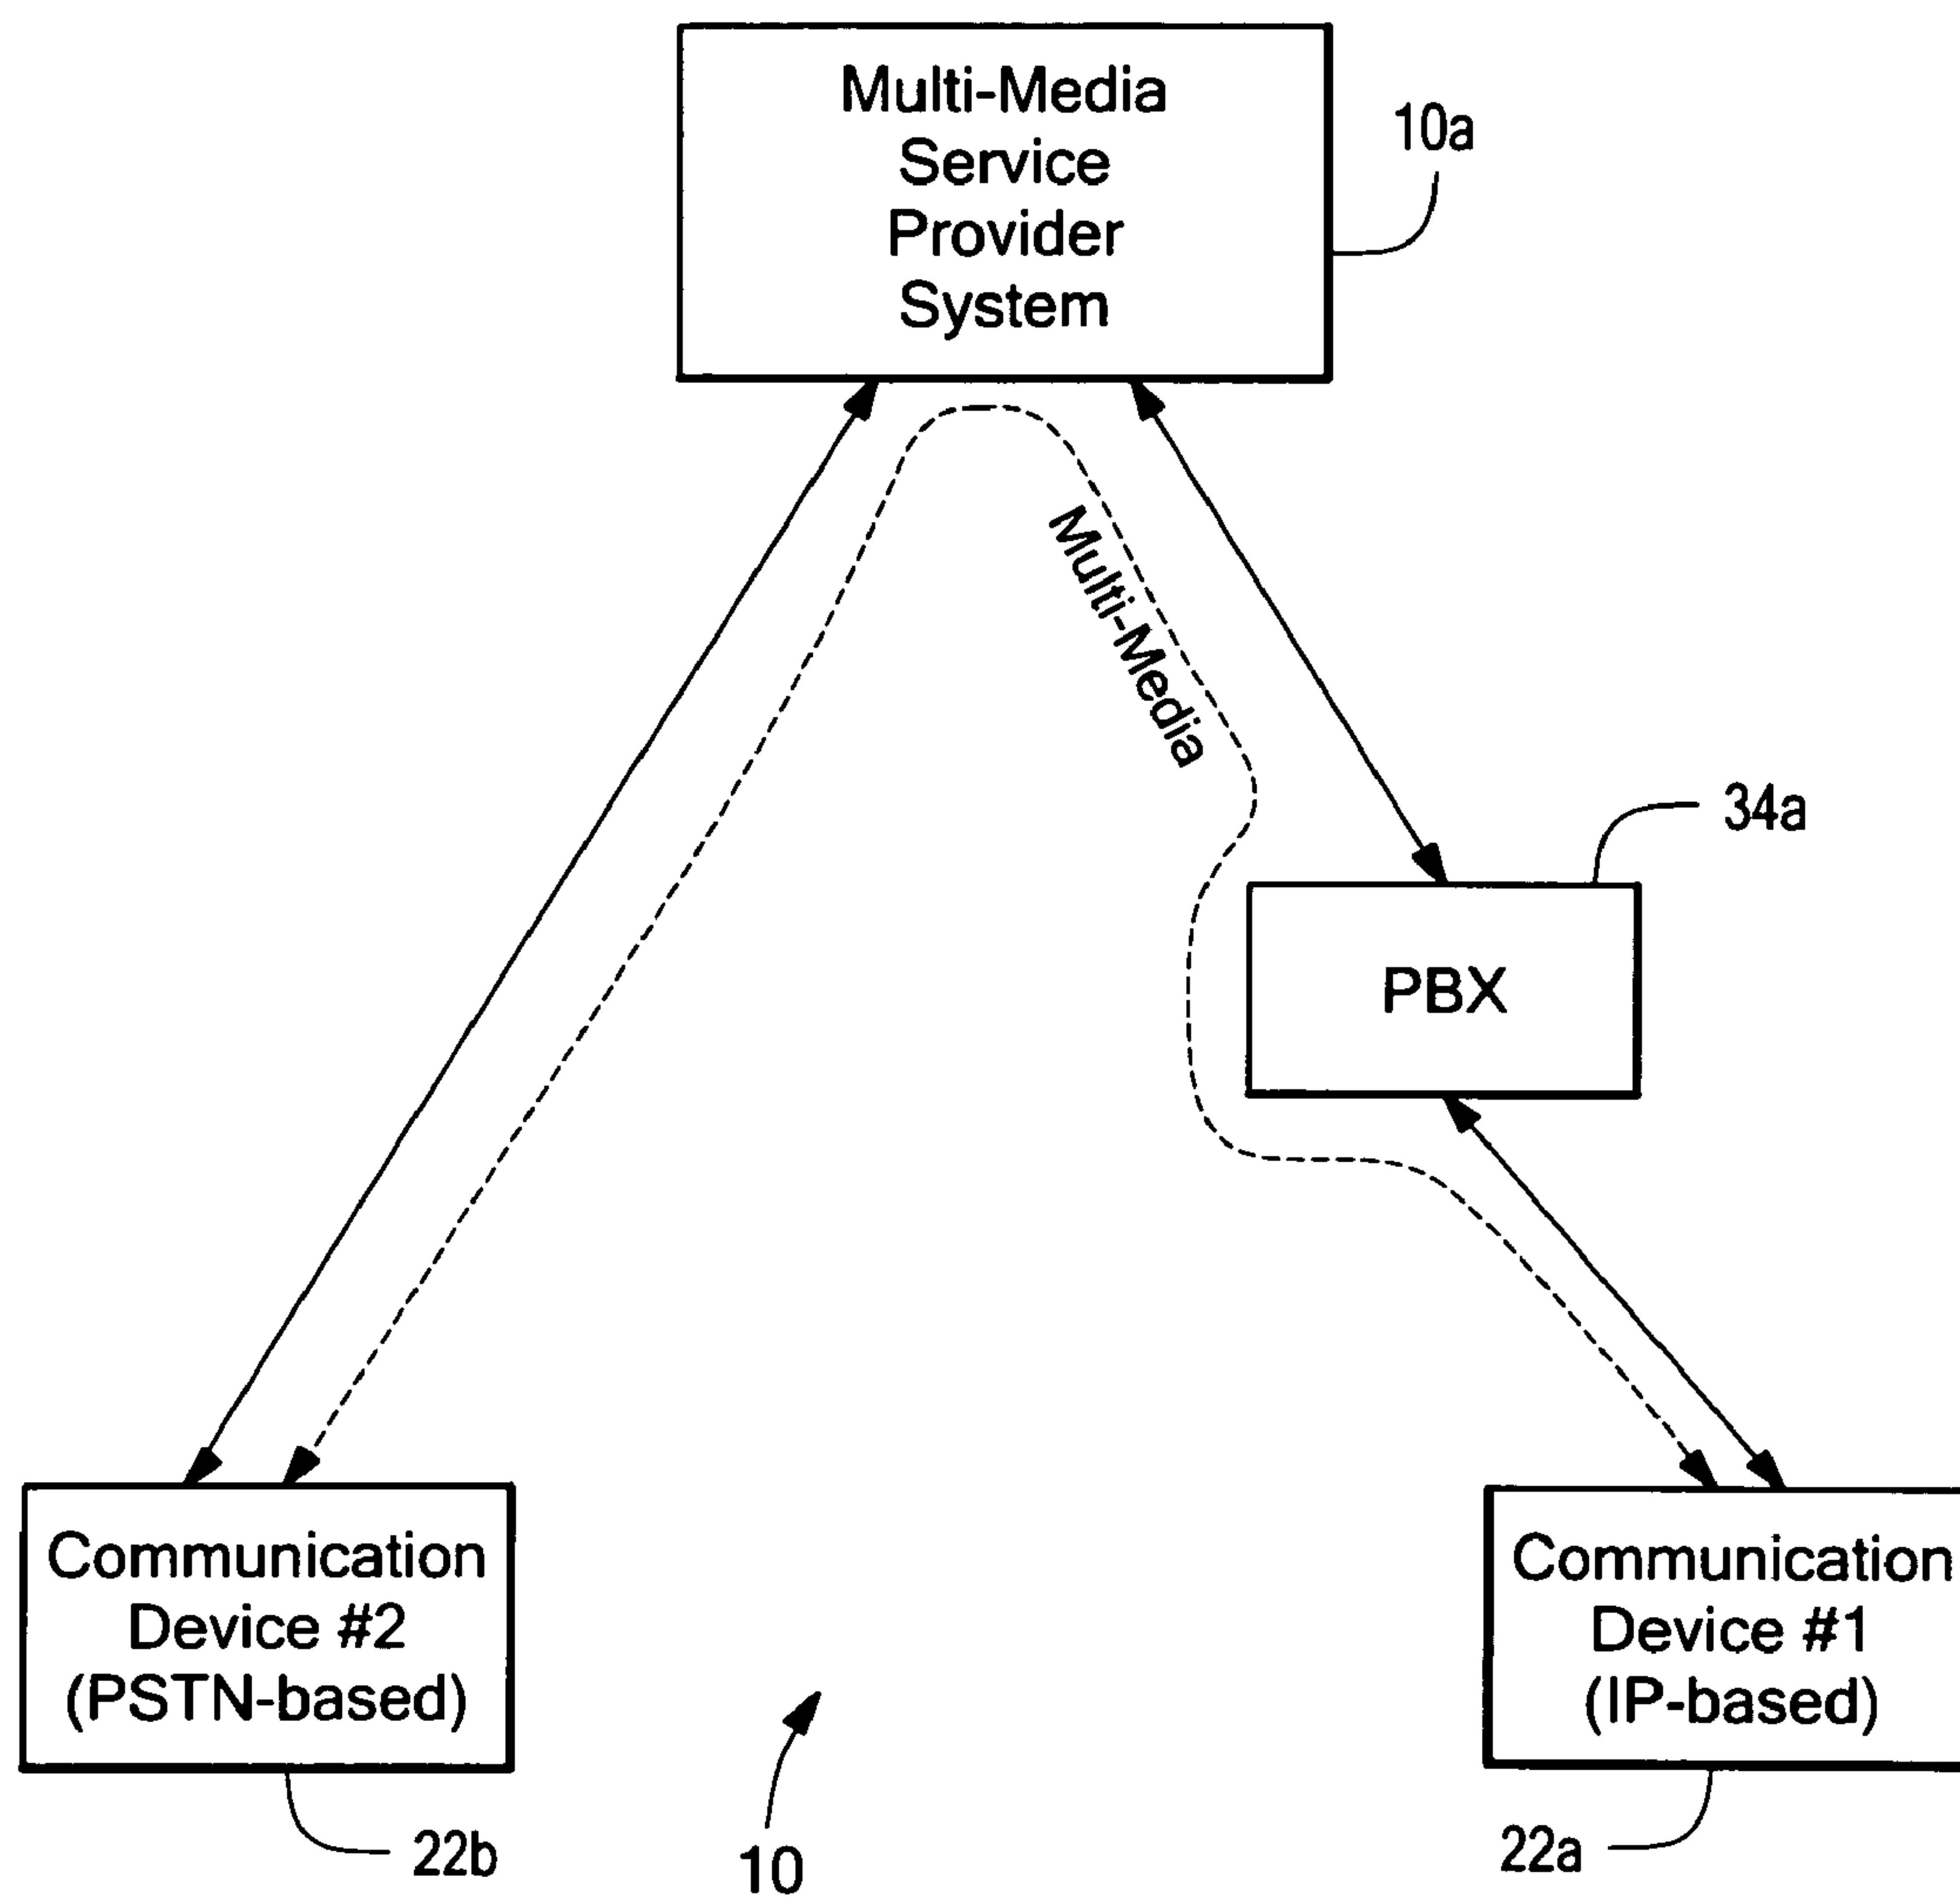 Multi-Media
Service
Provider
System
10a
Multi-Media
34a
PBX
Communication
Device #2
(PSTN-based)
Communication
Device #1
(IP-based)
22b
10
22a